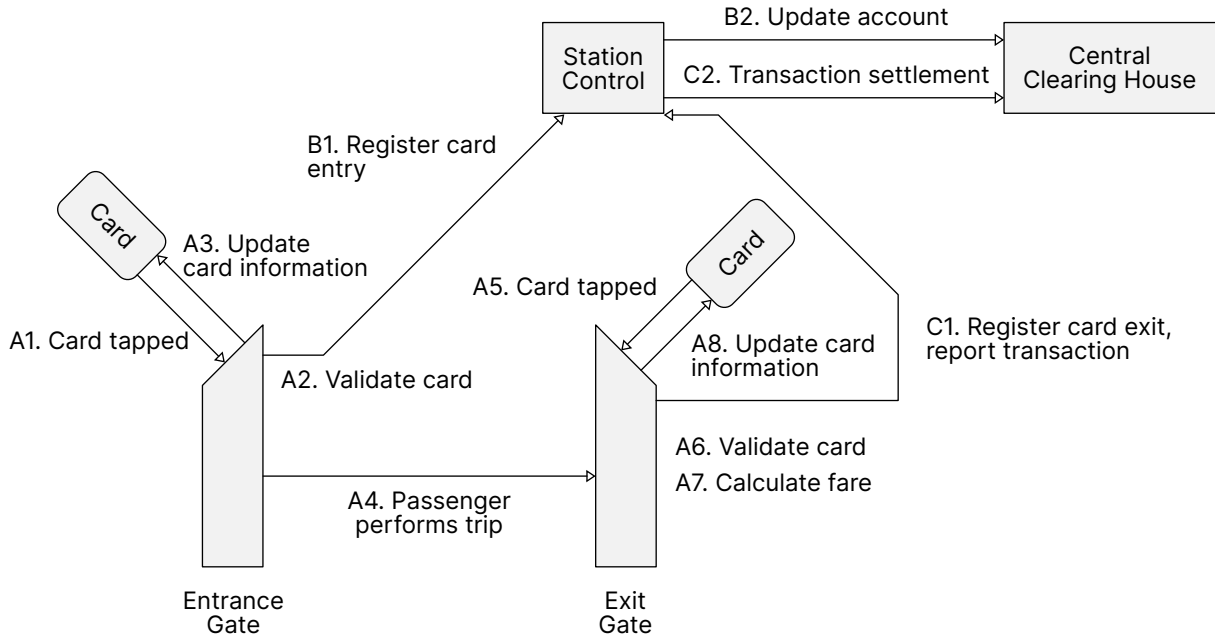 B2. Update account
Station
Control
Central
Clearing House
C2. Transaction settlement
B1. Register card
entry
Card
A3. Update
card information
A1. Card tapped
A2. Validate card
Card
A5. Card tapped
A8. Update card
information
C1. Register card exit,
report transaction
A6. Validate card
A7. Calculate fare
A4. Passenger
performs trip
Entrance
Gate
Exit
Gate